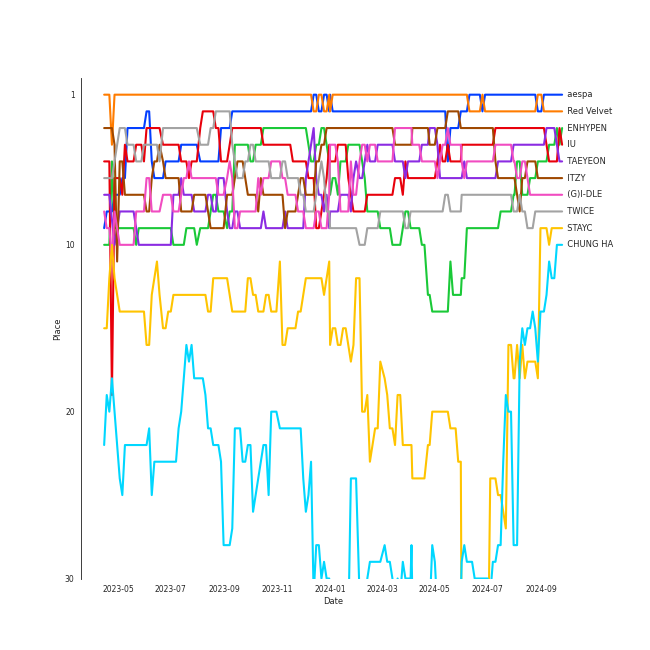 1
10
20
30
Place
aespa
Red Velvet
ENHYPEN
IU
TAEYEON
ITZY
(G)I-DLE
TWICE
STAYC
CHUNG HA
2023-05 2023-07 2023-09 2023-11 2024-01 2024-03 2024-05 2024-07 2024-09
Date